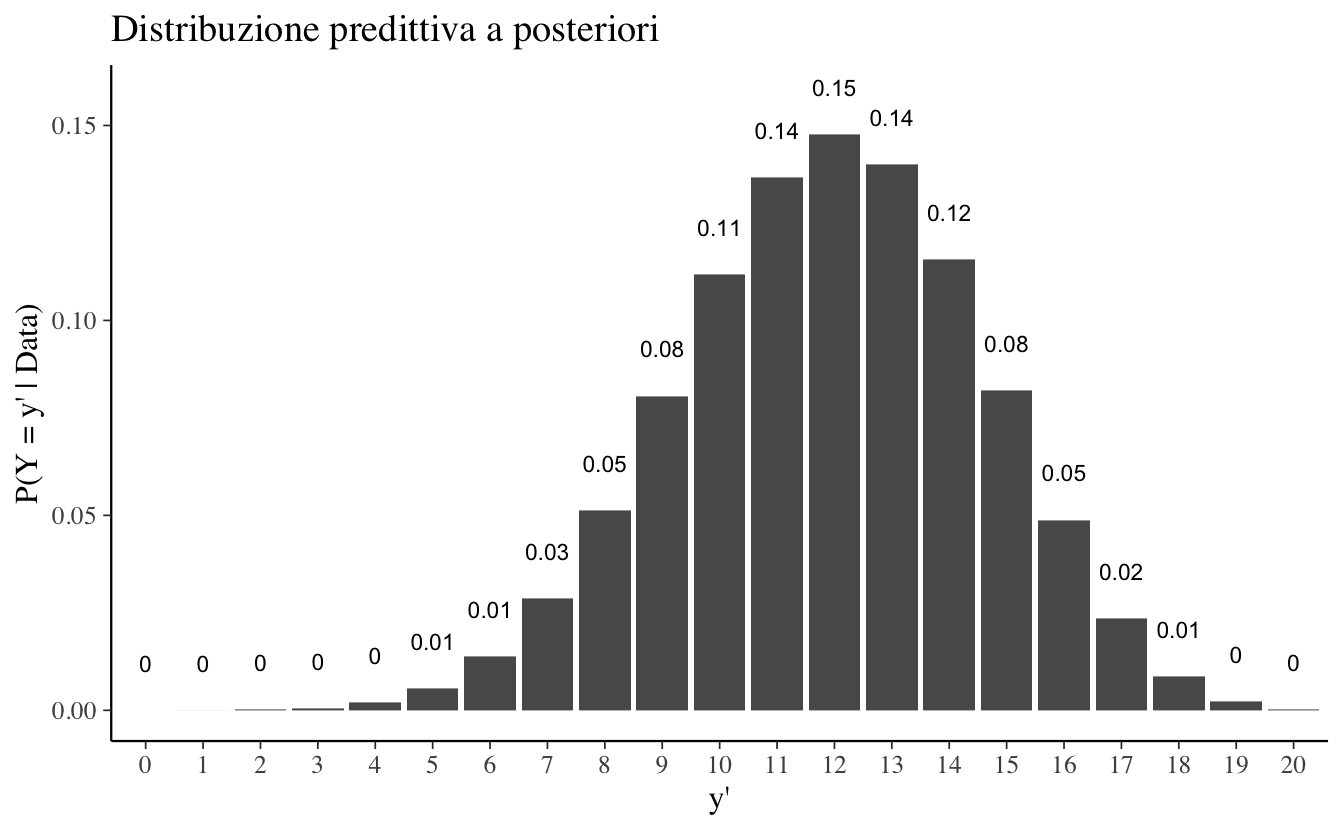 Distribuzione predittiva a posteriori
P(Y = y' | Data)
0.15
0.10
0.05
0.00
0 0 0 0 0 0.01 0.01 0.03 0.05 0.08 0.11 0.14 0.15 0.14 0.12 0.08 0.05 0.02 0.01 0 0
0 1 2 3 4 5 6 7 8 9 10 11 12 13 14 15 16 17 18 19 20
y'